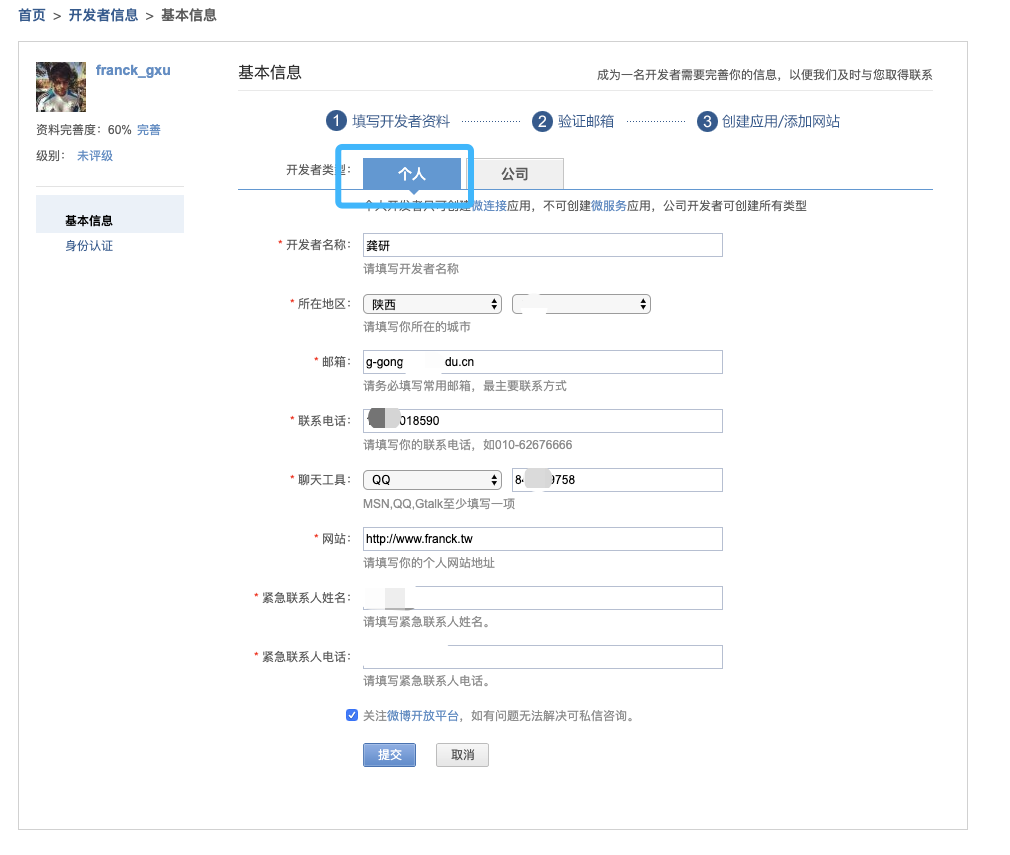 首页 > 开发者信息 > 基本信息
franck_gxu
资料完善度：60% 完善
级别： 未评级
基本信息
身份认证
基本信息
成为一名开发者需要完善你的信息，以便我们及时与您取得联系
1 填写开发者资料 2 验证邮箱 3 创建应用/添加网站
开发者类型： 个人 公司
个人开发者只可创建微连接应用，不可创建微服务应用，公司开发者可创建所有类型
* 开发者名称： 龚研
请填写开发者名称
* 所在地区： 陕西
请填写你所在的城市
* 邮箱： g-gong du.cn
请务必填写常用邮箱，最主要联系方式
* 联系电话： 018590
请填写你的联系电话，如010-62676666
* 聊天工具： QQ 84 9758
MSN,QQ,Gtalk至少填写一项
* 网站： http://www.franck.tw
请填写你的个人网站地址
* 紧急联系人姓名：
请填写紧急联系人姓名。
* 紧急联系人电话：
请填写紧急联系人电话。
关注微博开放平台，如有问题无法解决可私信咨询。
提交 取消